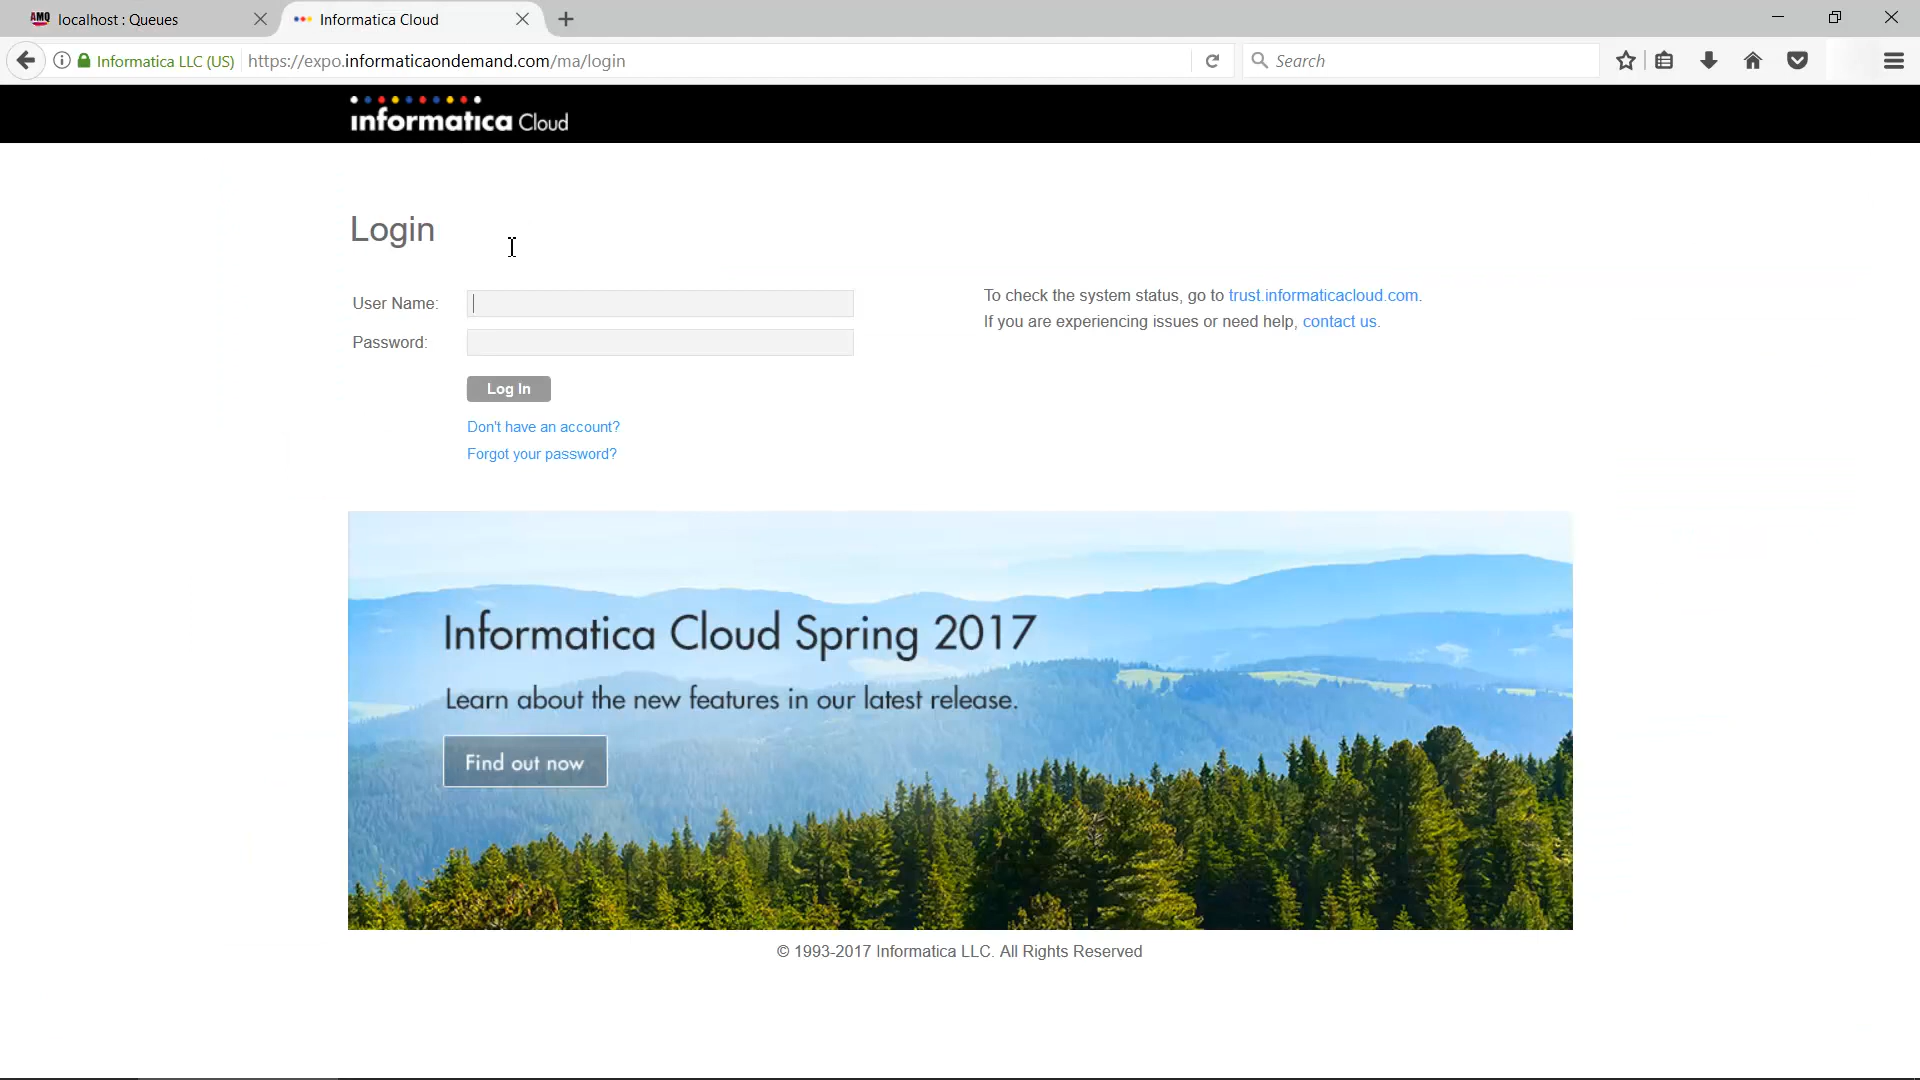 AMQ localhost : Queues
Informatica Cloud
Informatica LLC (US)
https://expo.informaticaondemand.com/ma/login
Search
informatica Cloud
Login
User Name:
Password:
Log In
Don't have an account?
Forgot your password?
To check the system status, go to trust.informaticacloud.com.
If you are experiencing issues or need help, contact us.
Informatica Cloud Spring 2017
Learn about the new features in our latest release.
Find out now
© 1993-2017 Informatica LLC. All Rights Reserved